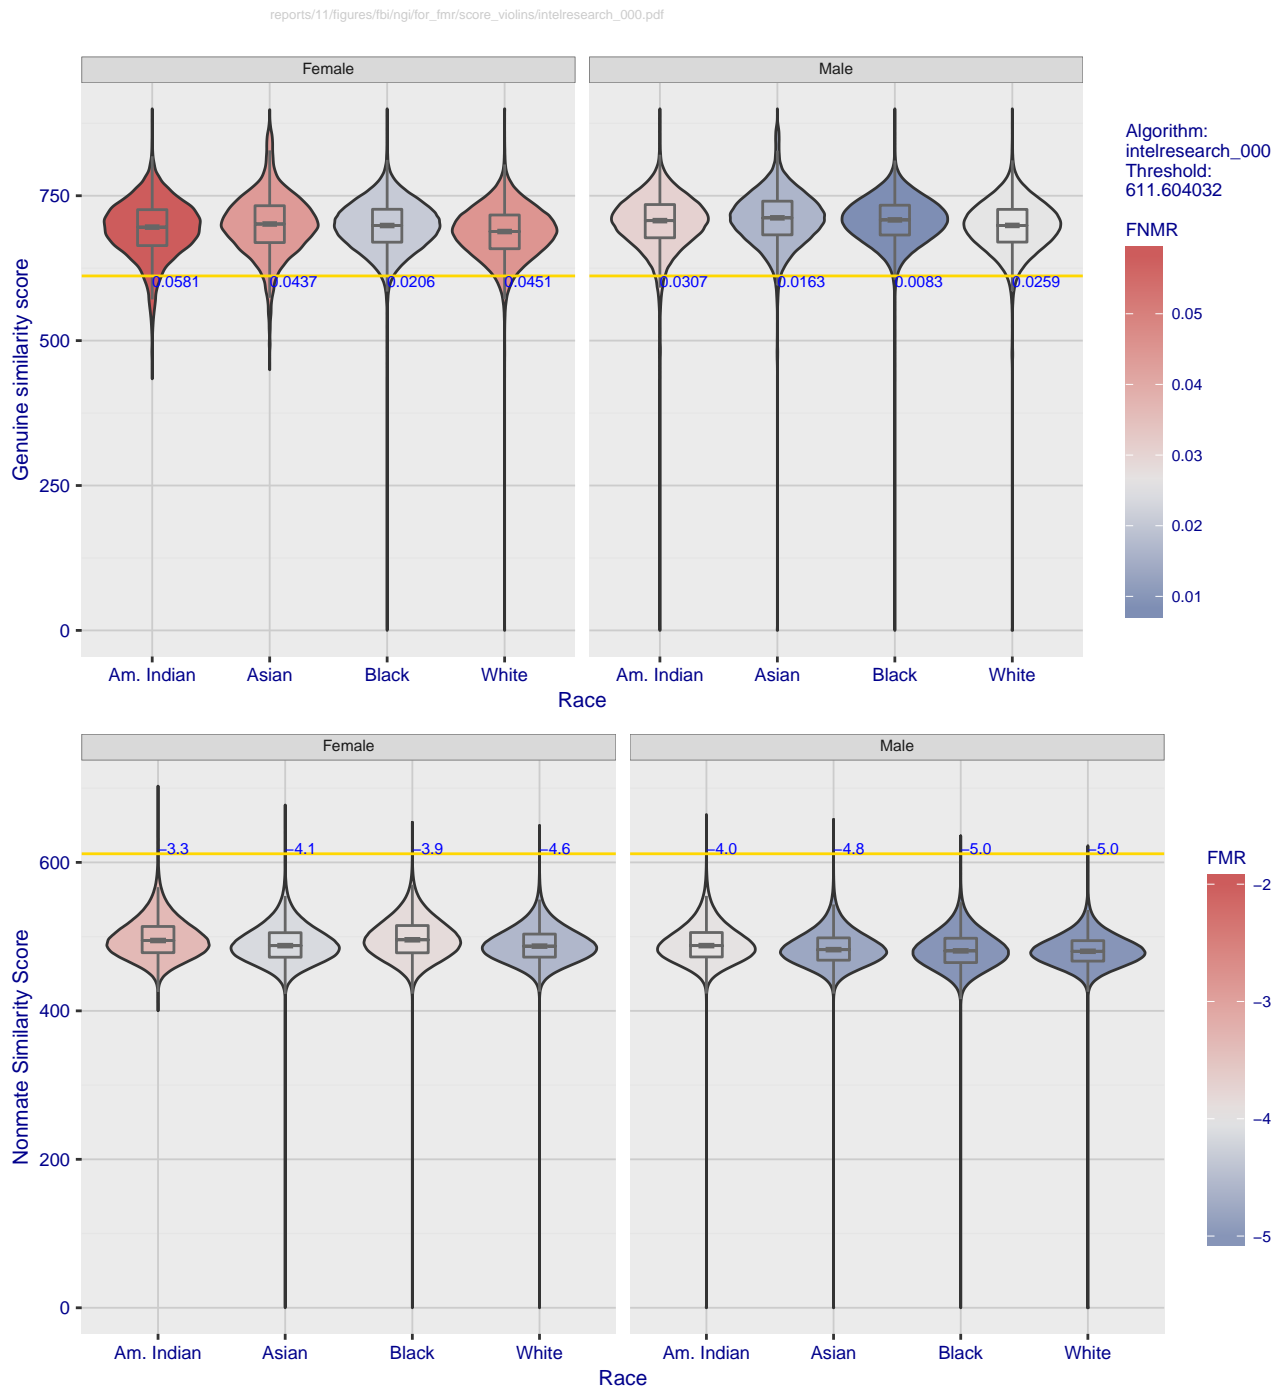 reports/11/figures/fbi/ngi/for_fmr/score_violins/intelresearch_000.pdf
Female
Male
Genuine similarity score
750
500
250
0
0.0581
0.0437
0.0206
0.0451
0.0307
0.0163
0.0083
0.0259
Am. Indian
Asian
Black
White
Am. Indian
Asian
Black
White
Race
Algorithm:
intelresearch_000
Threshold:
611.604032
FNMR
0.05
0.04
0.03
0.02
0.01
Female
Male
Nonmate Similarity Score
600
400
200
0
−3.3
−4.1
−3.9
−4.6
−4.0
−4.8
−5.0
−5.0
Am. Indian
Asian
Black
White
Am. Indian
Asian
Black
White
Race
FMR
−2
−3
−4
−5